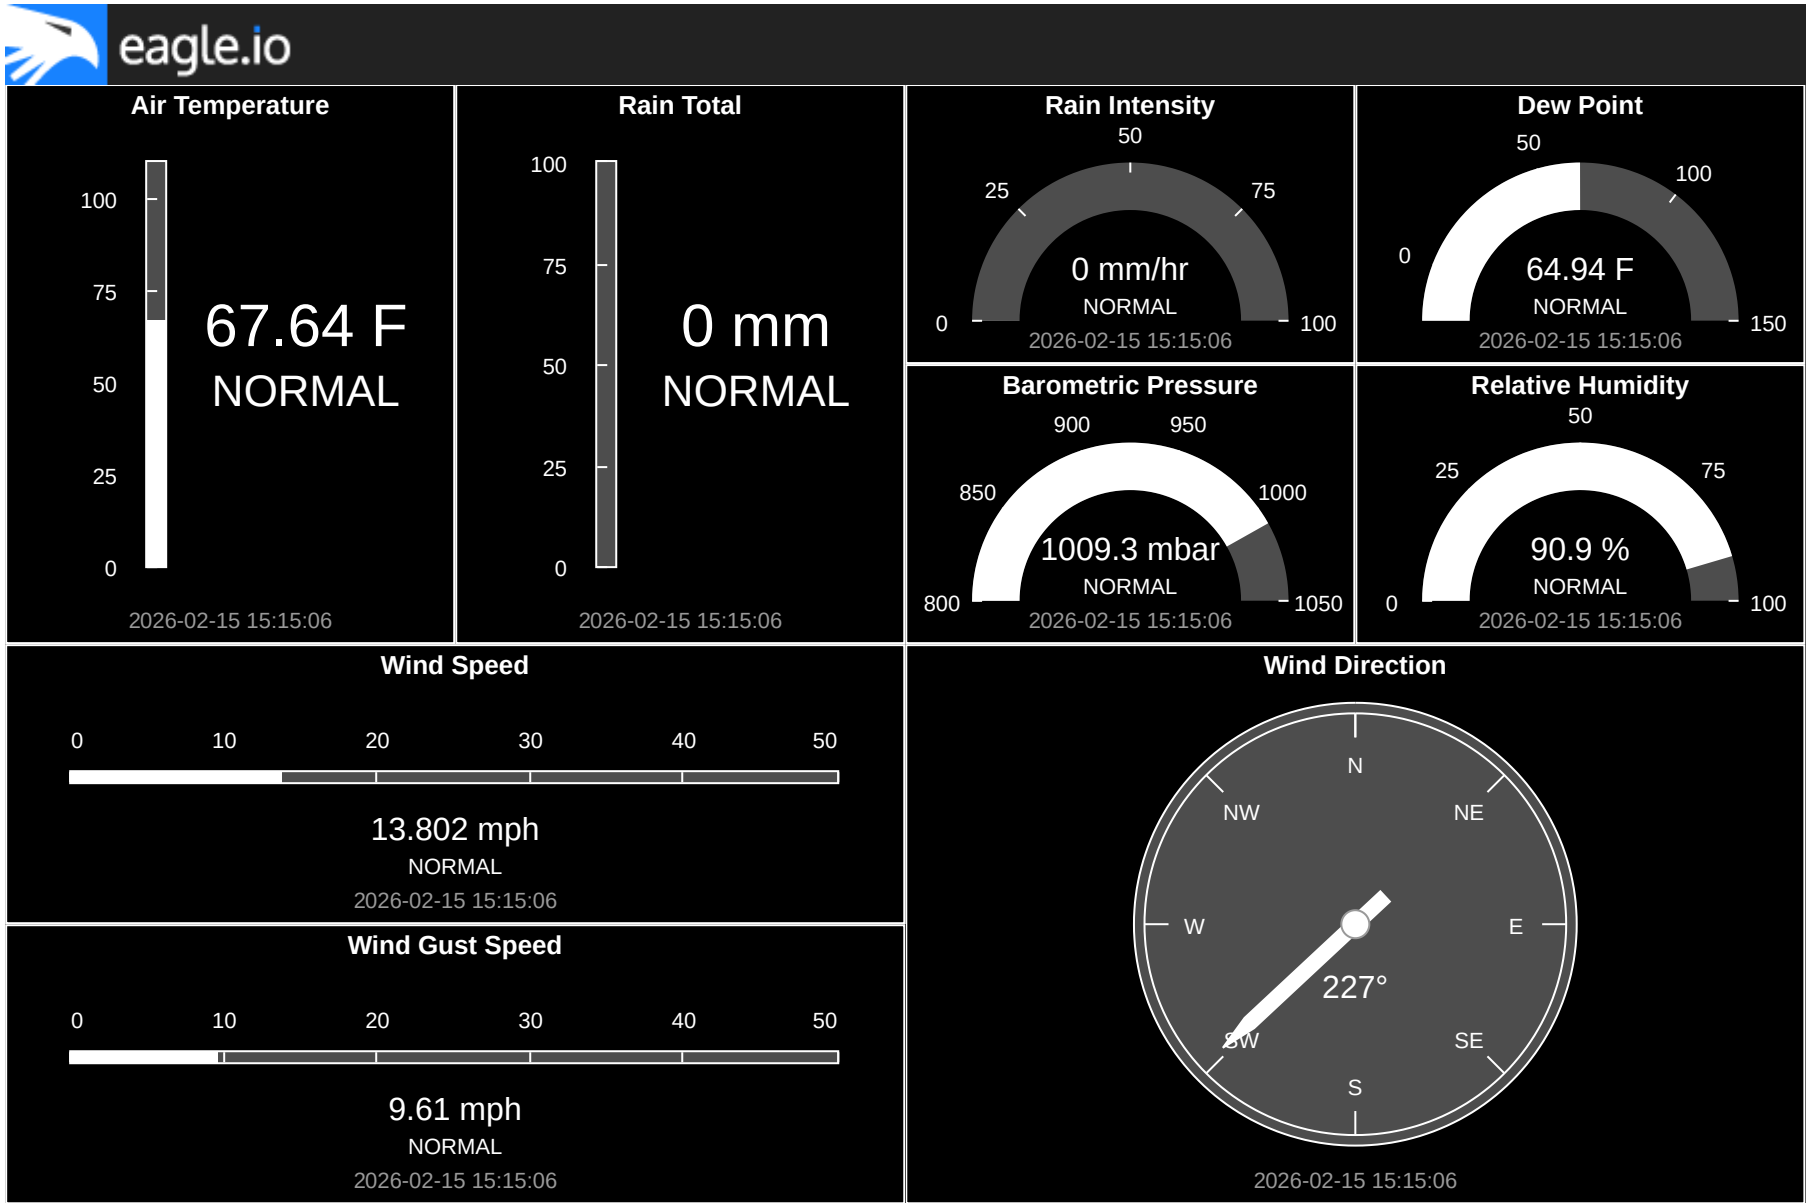 eagle.io
Air Temperature
100
75
50
25
0
67.64 F
NORMAL
2026-02-15 15:15:06
Rain Total
100
75
50
25
0
0 mm
NORMAL
2026-02-15 15:15:06
Rain Intensity
0
25
50
75
100
0 mm/hr
NORMAL
2026-02-15 15:15:06
Dew Point
0
50
100
150
64.94 F
NORMAL
2026-02-15 15:15:06
Barometric Pressure
800
850
900
950
1000
1050
1009.3 mbar
NORMAL
2026-02-15 15:15:06
Relative Humidity
0
25
50
75
100
90.9 %
NORMAL
2026-02-15 15:15:06
Wind Speed
0 10 20 30 40 50
13.802 mph
NORMAL
2026-02-15 15:15:06
Wind Gust Speed
0 10 20 30 40 50
9.61 mph
NORMAL
2026-02-15 15:15:06
Wind Direction
N
NW NE
W E
227°
SW SE
S
2026-02-15 15:15:06